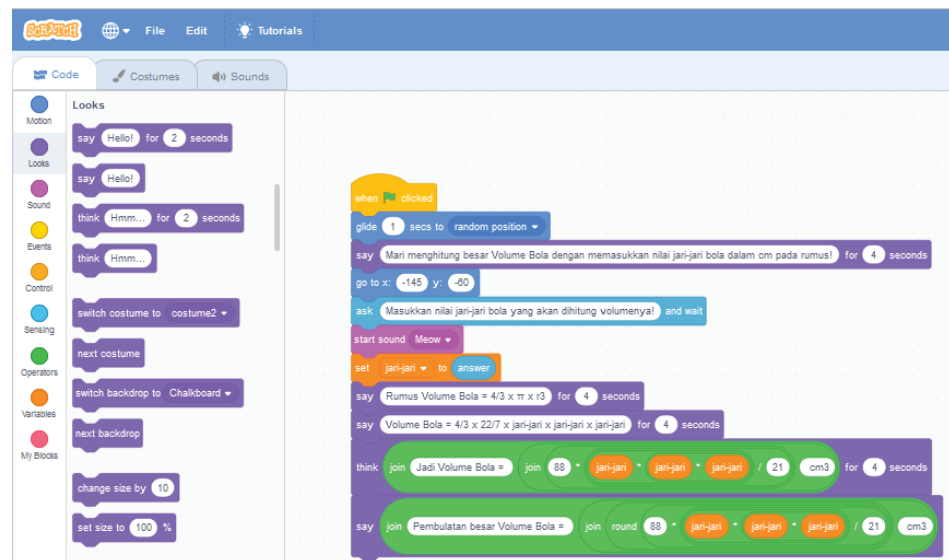 SCRATCH File Edit Tutorials
Code Costumes Sounds
Motion
Looks
Sound
Events
Control
Sensing
Operators
Variables
My Blocks
Looks
say Hello! for 2 seconds
say Hello!
think Hmm... for 2 seconds
think Hmm...
switch costume to costume2
next costume
switch backdrop to Chalkboard
next backdrop
change size by 10
set size to 100 %
when clicked
glide 1 secs to random position
say Mari menghitung besar Volume Bola dengan memasukkan nilai jari-jari bola dalam cm pada rumus! for 4 seconds
go to x: -145 y: -60
ask Masukkan nilai jari-jari bola yang akan dihitung volumenya! and wait
start sound Meow
set jari-jari to answer
say Rumus Volume Bola = 4/3 x π x r3 for 4 seconds
say Volume Bola = 4/3 x 22/7 x jari-jari x jari-jari x jari-jari for 4 seconds
think join Jadi Volume Bola = join 88 * jari-jari * jari-jari * jari-jari / 21 cm3 for 4 seconds
say join Pembulatan besar Volume Bola = join round 88 * jari-jari * jari-jari * jari-jari / 21 cm3